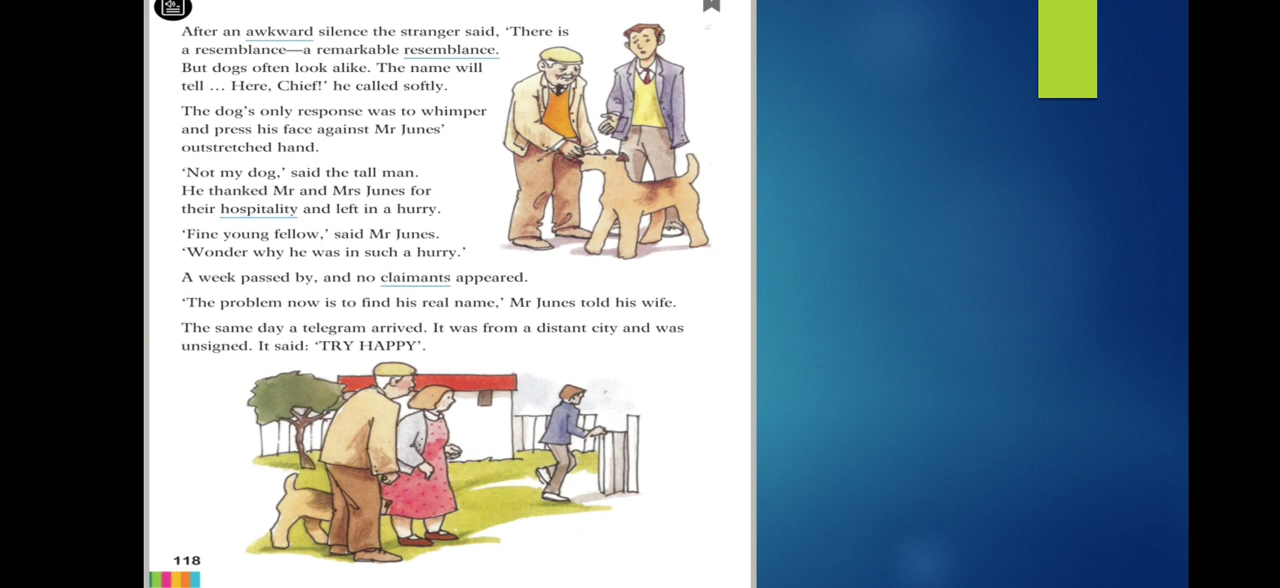 After an awkward silence the stranger said, ‘There is
a resemblance—a remarkable resemblance.
But dogs often look alike. The name will
tell … Here, Chief!’ he called softly.
The dog’s only response was to whimper
and press his face against Mr Junes’
outstretched hand.
‘Not my dog,’ said the tall man.
He thanked Mr and Mrs Junes for
their hospitality and left in a hurry.
‘Fine young fellow,’ said Mr Junes.
‘Wonder why he was in such a hurry.’
A week passed by, and no claimants appeared.
‘The problem now is to find his real name,’ Mr Junes told his wife.
The same day a telegram arrived. It was from a distant city and was
unsigned. It said: ‘TRY HAPPY’.
118